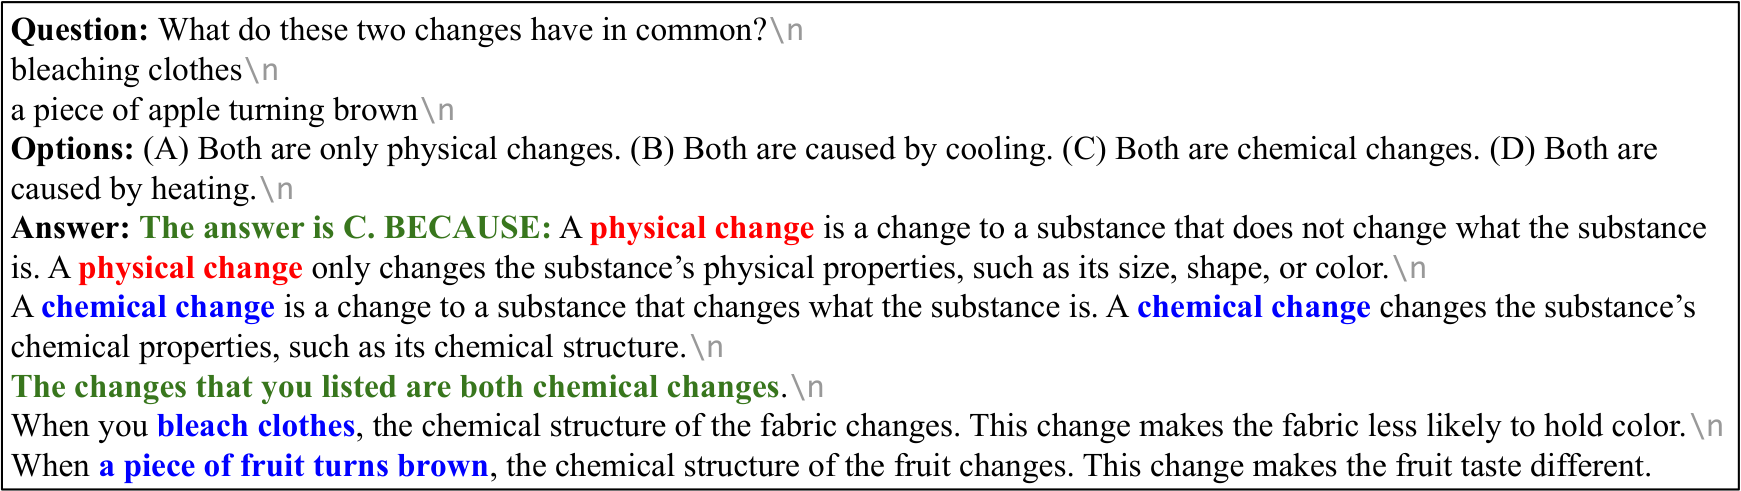 Question: What do these two changes have in common?\n
bleaching clothes\n
a piece of apple turning brown\n
Options: (A) Both are only physical changes. (B) Both are caused by cooling. (C) Both are chemical changes. (D) Both are
caused by heating.\n
Answer: The answer is C. BECAUSE: A physical change is a change to a substance that does not change what the substance
is. A physical change only changes the substance’s physical properties, such as its size, shape, or color.\n
A chemical change is a change to a substance that changes what the substance is. A chemical change changes the substance’s
chemical properties, such as its chemical structure.\n
The changes that you listed are both chemical changes.\n
When you bleach clothes, the chemical structure of the fabric changes. This change makes the fabric less likely to hold color.\n
When a piece of fruit turns brown, the chemical structure of the fruit changes. This change makes the fruit taste different.